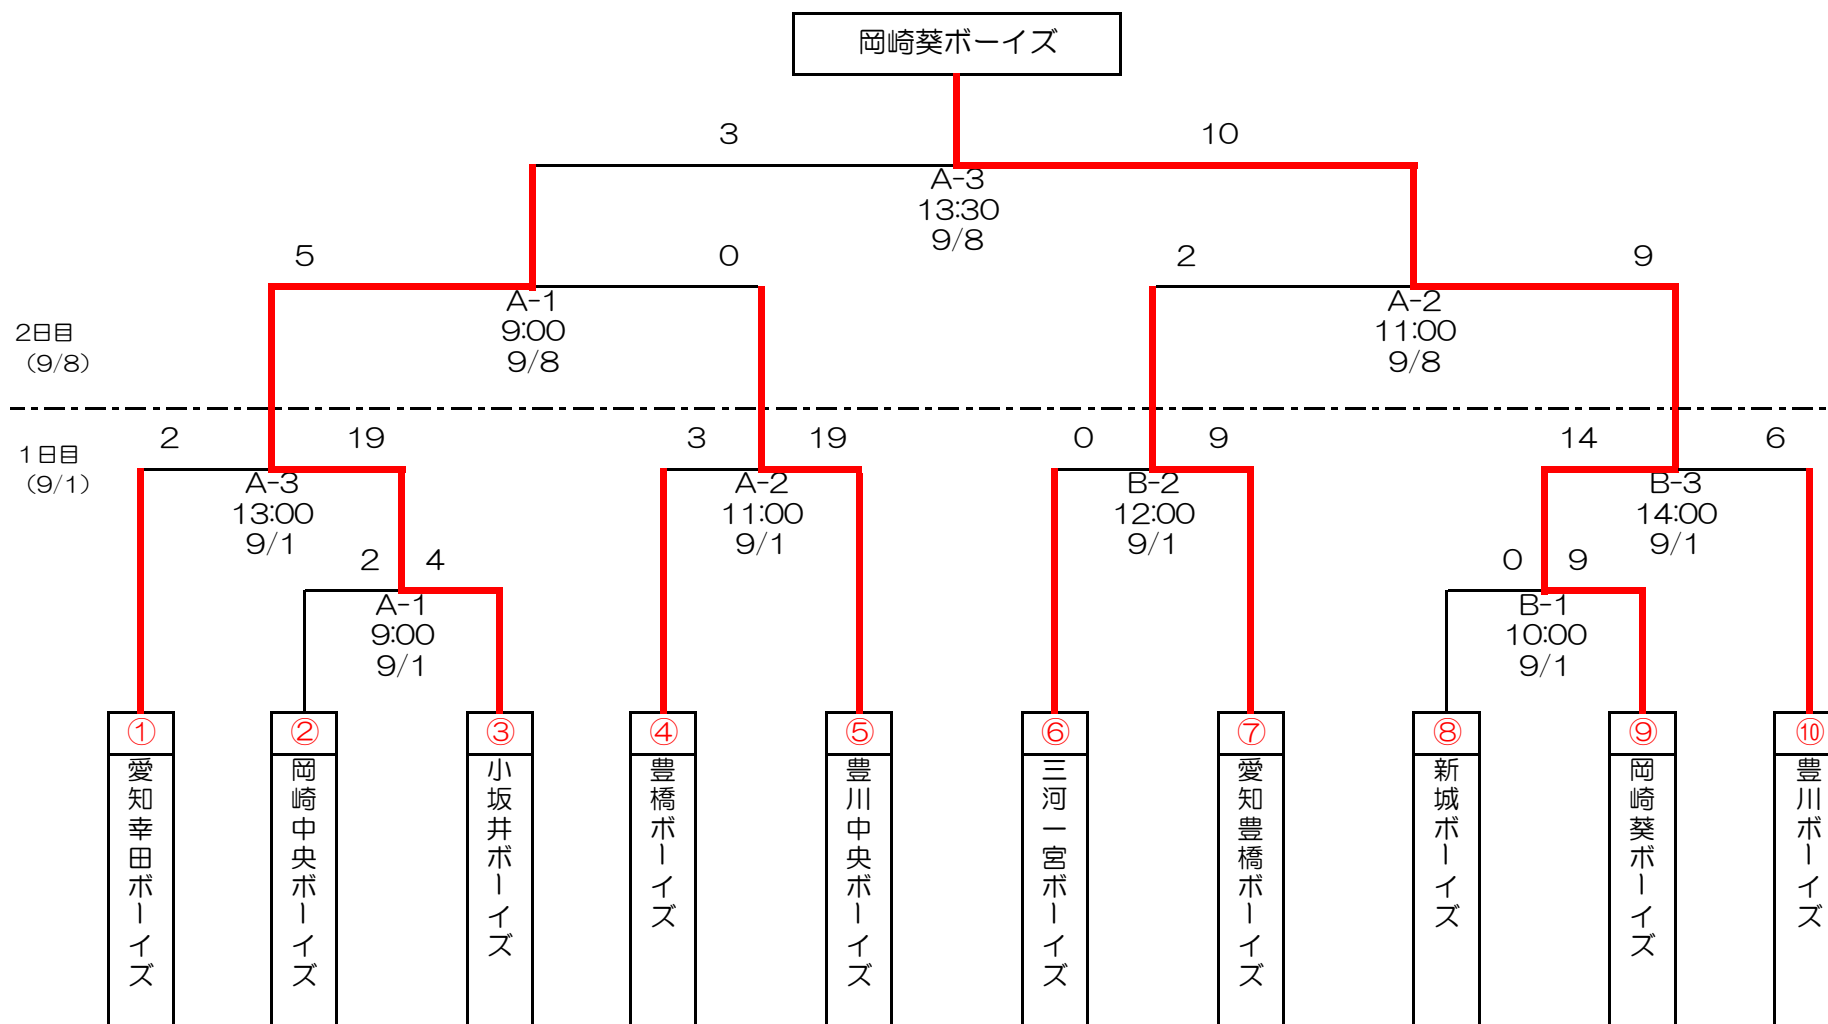 岡崎葵ボーイズ
3
10
A-3
13:30
9/8
5
0
2
9
A-1
9:00
9/8
A-2
11:00
9/8
2日目
（9/8）
1日目
（9/1）
2
19
3
19
0
9
14
6
A-3
13:00
9/1
A-2
11:00
9/1
B-2
12:00
9/1
B-3
14:00
9/1
2
4
0
9
A-1
9:00
9/1
B-1
10:00
9/1
①
愛知幸田ボーイズ
②
岡崎中央ボーイズ
③
小坂井ボーイズ
④
豊橋ボーイズ
⑤
豊川中央ボーイズ
⑥
三河一宮ボーイズ
⑦
愛知豊橋ボーイズ
⑧
新城ボーイズ
⑨
岡崎葵ボーイズ
⑩
豊川ボーイズ